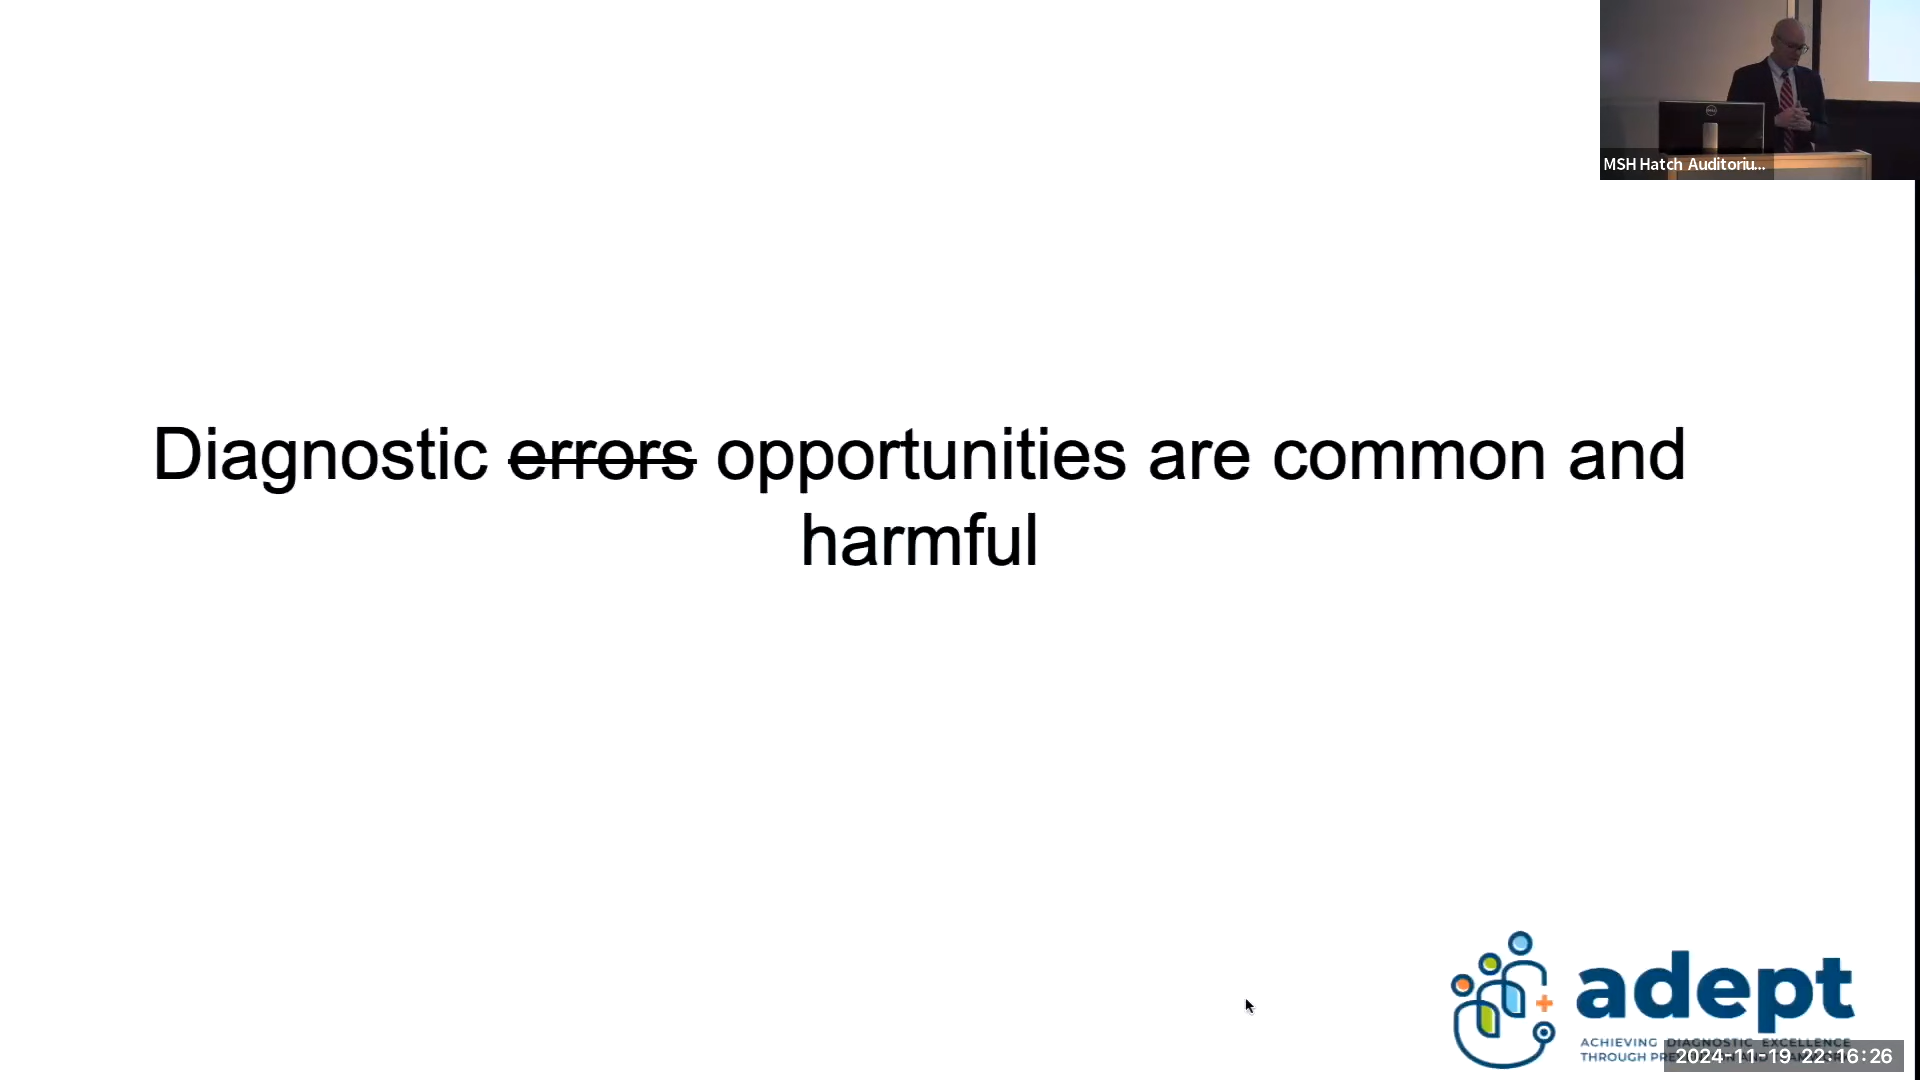 MSH Hatch Auditoriu...
Diagnostic errors opportunities are common and
harmful
adept
ACHIEVING DIAGNOSTIC EXCELLENCE
THROUGH
2024-11-19 22:16:26